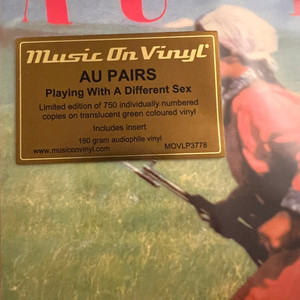 A U
Music On Vinyl®
AU PAIRS
Playing With A Different Sex
Limited edition of 750 individually numbered
copies on translucent green coloured vinyl
Includes insert
180 gram audiophile vinyl
www.musiconvinyl.com MOVLP3778